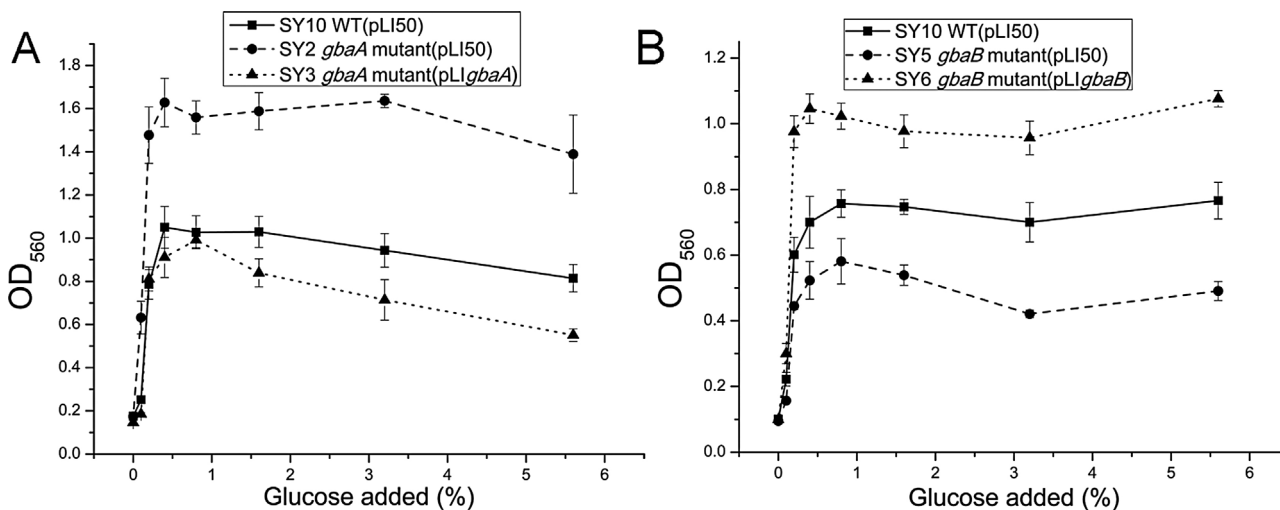 A
SY10 WT(pLI50)
SY2 gbaA mutant(pLI50)
SY3 gbaA mutant(pLIgbaA)
1.8
1.6
1.4
1.2
1.0
0.8
0.6
0.4
0.2
0.0
OD560
0 1 2 3 4 5 6
Glucose added (%)
B
SY10 WT(pLI50)
SY5 gbaB mutant(pLI50)
SY6 gbaB mutant(pLIgbaB)
1.2
1.0
0.8
0.6
0.4
0.2
0.0
OD560
0 1 2 3 4 5 6
Glucose added (%)